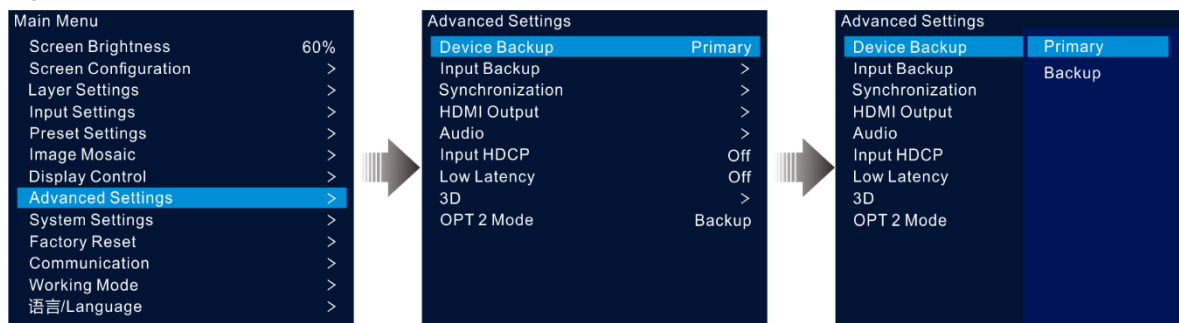 Main Menu
Screen Brightness 60%
Screen Configuration >
Layer Settings >
Input Settings >
Preset Settings >
Image Mosaic >
Display Control >
Advanced Settings >
System Settings >
Factory Reset >
Communication >
Working Mode >
语言/Language >
Advanced Settings
Device Backup Primary
Input Backup >
Synchronization >
HDMI Output >
Audio >
Input HDCP Off
Low Latency Off
3D >
OPT 2 Mode Backup
Advanced Settings
Device Backup Primary
Input Backup Backup
Synchronization
HDMI Output
Audio
Input HDCP
Low Latency
3D
OPT 2 Mode